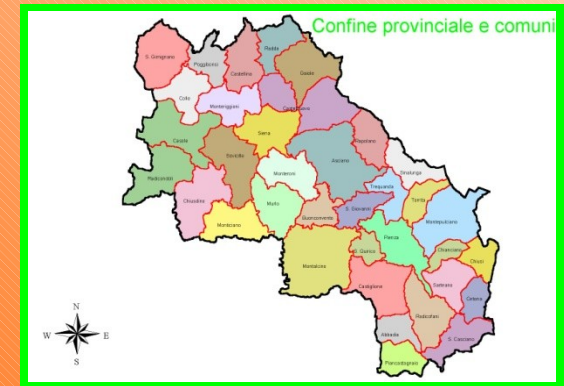 Confine provinciale e comuni
S. Gimignano
Poggibonsi
Radda
Castellina
Gaiole
Colle
Monteriggioni
Siena
Casole
Sovicille
Rapolano
Asciano
Monteroni
Sinalunga
Radicondoli
Trequanda
Chiusdino
Murlo
Torrita
Buonconvento
S. Giovanni
Montepulciano
Monticiano
Pienza
Chianciano
S. Quirico
Chiusi
Montalcino
Castiglione
Sarteano
Cetona
Radicofani
Abbadia
S. Casciano
Piancastagnaio
N
W
E
S